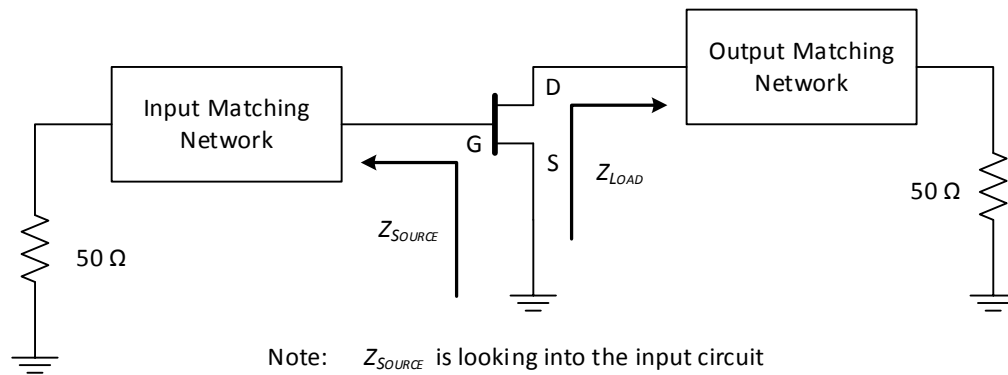 Input Matching
Network
Output Matching
Network
D
G
S
Z_SOURCE
Z_LOAD
50 Ω
50 Ω
Note: Z_SOURCE is looking into the input circuit